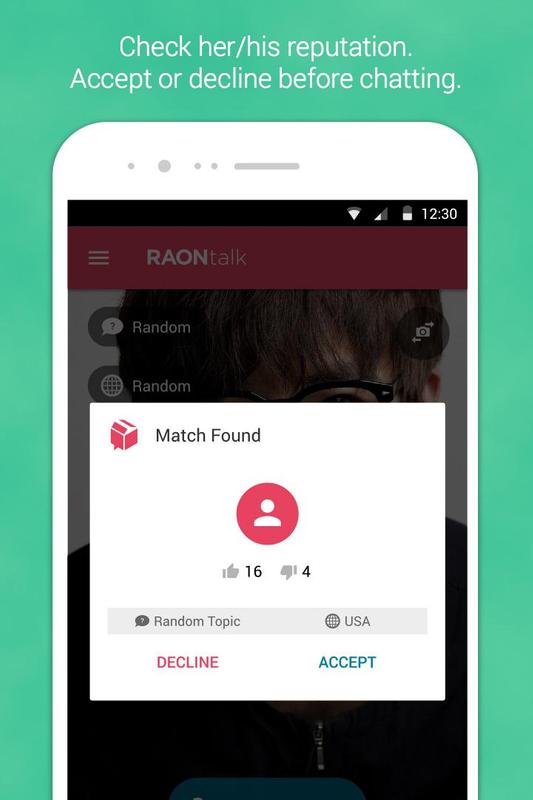 Check her/his reputation.
Accept or decline before chatting.
12:30
RAONtalk
Random
Random
Match Found
16 4
Random Topic USA
DECLINE ACCEPT